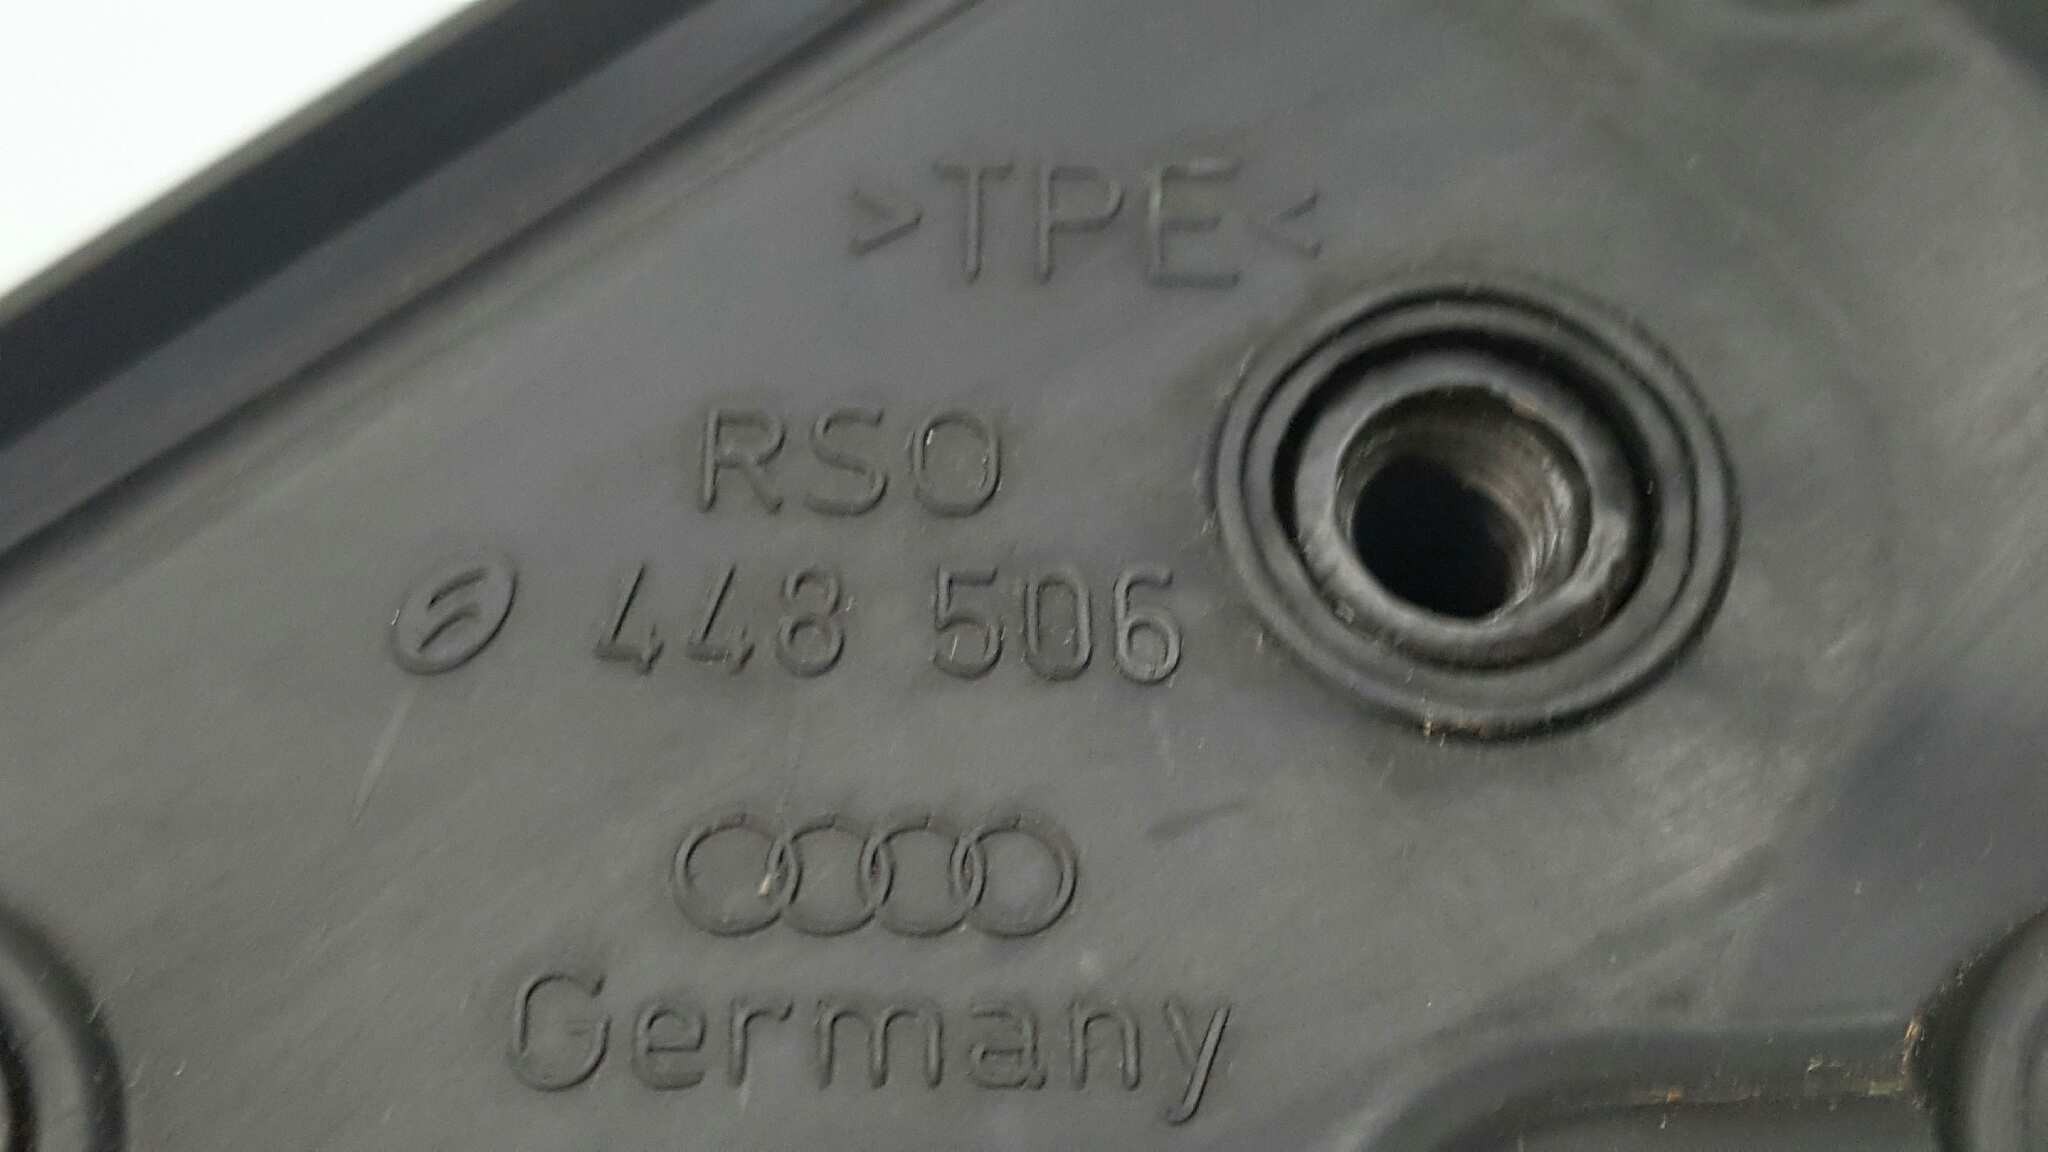 >TPE<
RSO
448 506
Germany